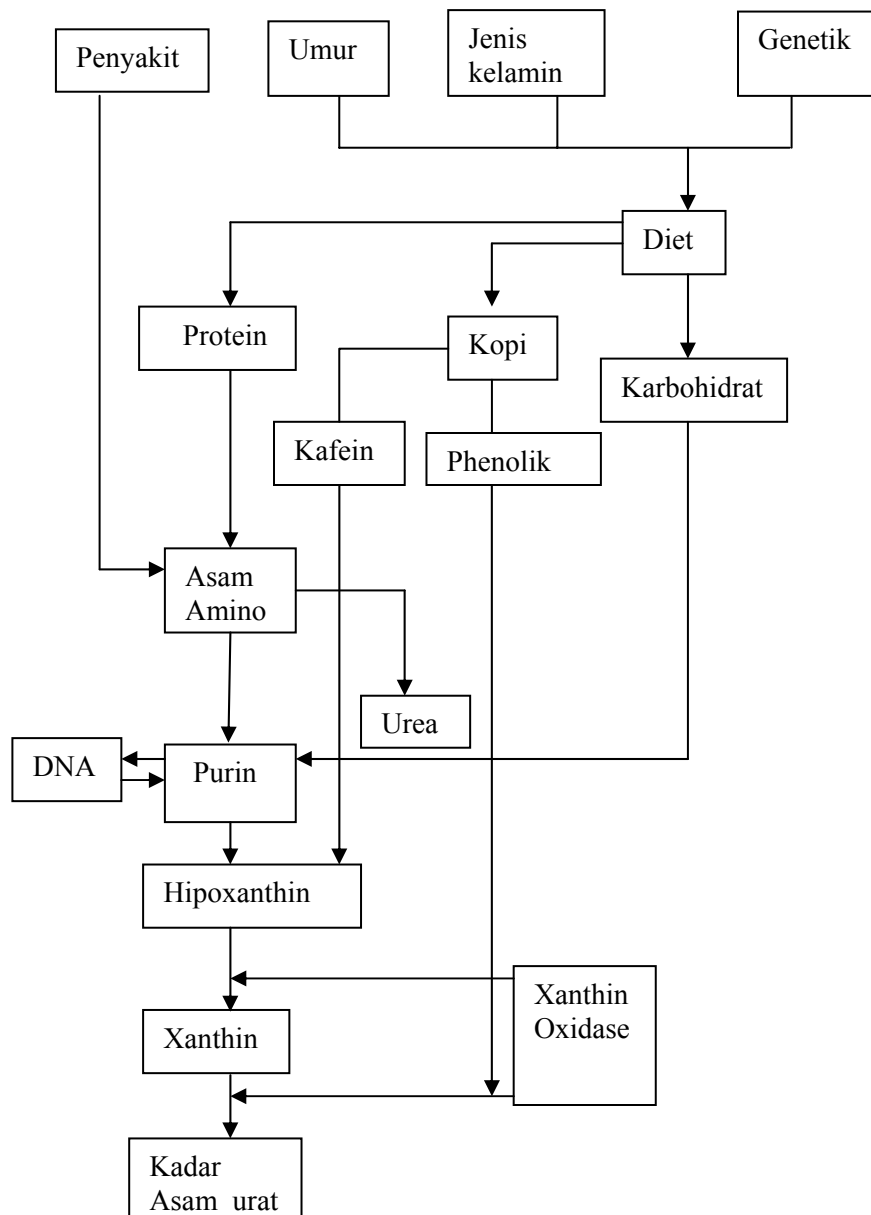 Penyakit
Umur
Jenis
kelamin
Genetik
Diet
Protein
Kopi
Karbohidrat
Kafein
Phenolik
Asam
Amino
Urea
DNA
Purin
Hipoxanthin
Xanthin
Oxidase
Xanthin
Kadar
Asam urat